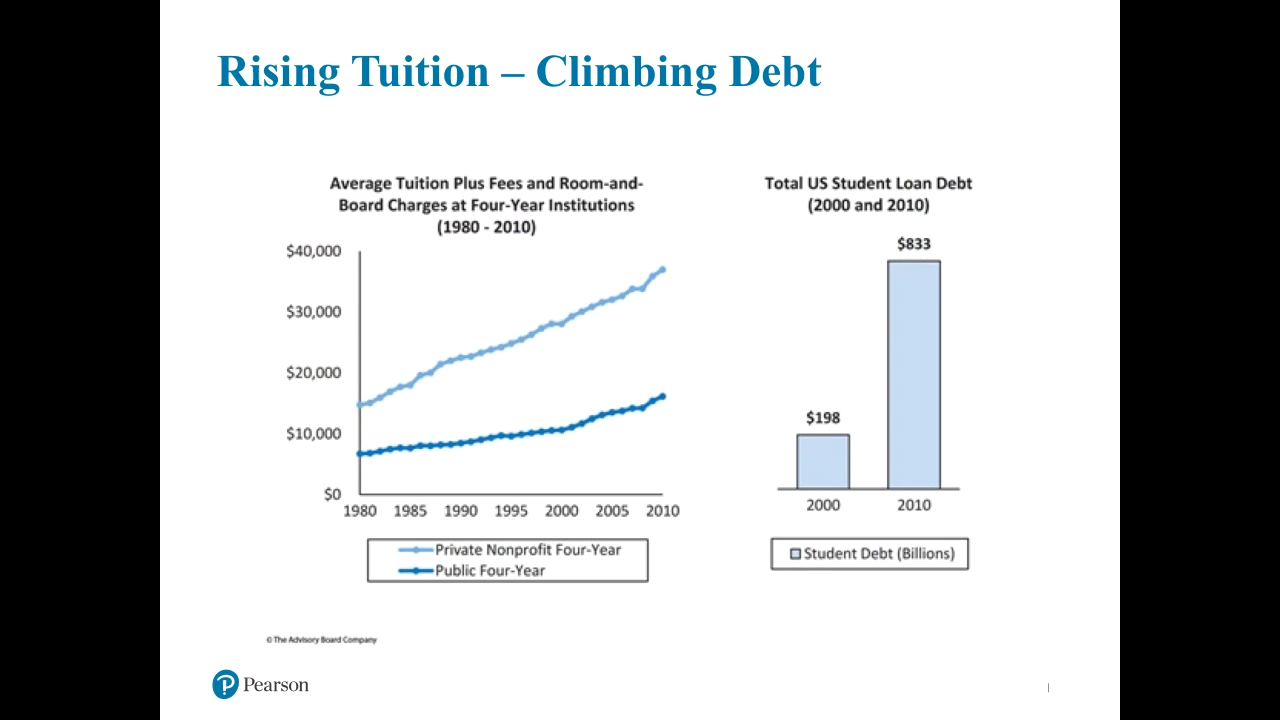 Rising Tuition – Climbing Debt
Average Tuition Plus Fees and Room-and-
Board Charges at Four-Year Institutions
(1980 - 2010)
$40,000
$30,000
$20,000
$10,000
$0
1980 1985 1990 1995 2000 2005 2010
Private Nonprofit Four-Year
Public Four-Year
Total US Student Loan Debt
(2000 and 2010)
$833
$198
2000 2010
Student Debt (Billions)
© The Advisory Board Company
Pearson